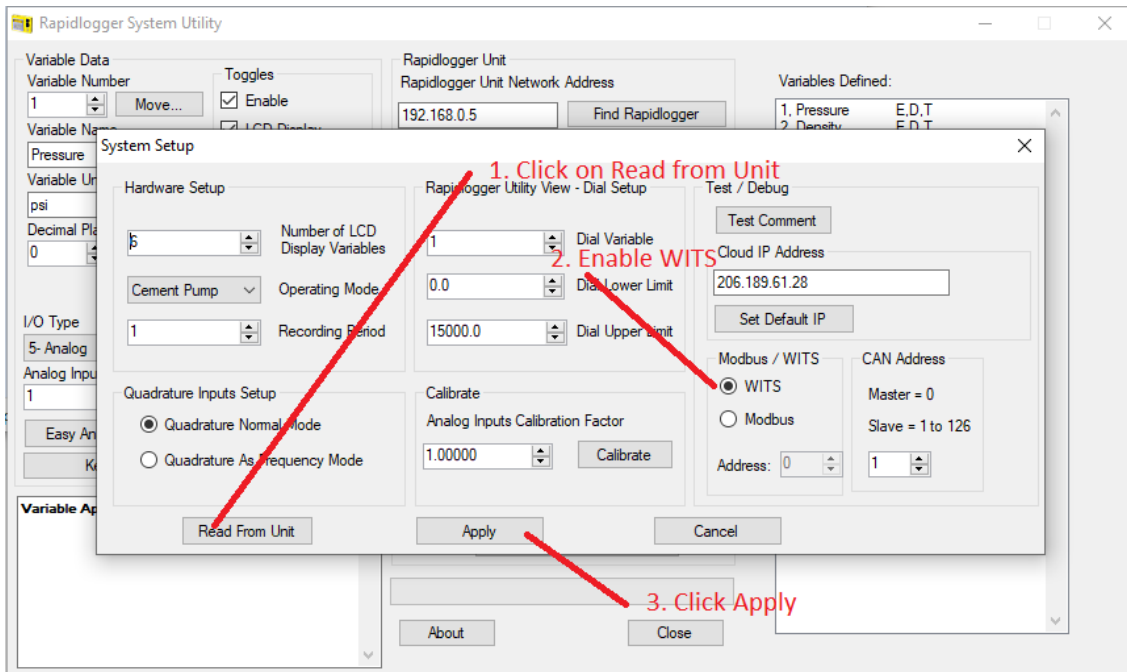 Rapidlogger System Utility
Variable Data
Variable Number
1
Move...
Variable Name
Pressure
Variable Un
psi
Decimal Pla
0
I/O Type
5- Analog
Analog Inpu
1
Easy An
Ke
Variable Ap
Toggles
Enable
LCD Display
Rapidlogger Unit
Rapidlogger Unit Network Address
192.168.0.5
Find Rapidlogger
Variables Defined:
1, Pressure E,D,T
2, Density E,D,T
System Setup
1. Click on Read from Unit
Hardware Setup
6
Number of LCD
Display Variables
Cement Pump
Operating Mode
1
Recording Period
Quadrature Inputs Setup
Quadrature Normal Mode
Quadrature As Frequency Mode
Rapidlogger Utility View - Dial Setup
1
Dial Variable
2. Enable WITS
0.0
Dial Lower Limit
15000.0
Dial Upper Limit
Calibrate
Analog Inputs Calibration Factor
1.00000
Calibrate
Test / Debug
Test Comment
Cloud IP Address
206.189.61.28
Set Default IP
Modbus / WITS
WITS
Modbus
Address: 0
CAN Address
Master = 0
Slave = 1 to 126
1
Read From Unit
Apply
Cancel
3. Click Apply
About
Close